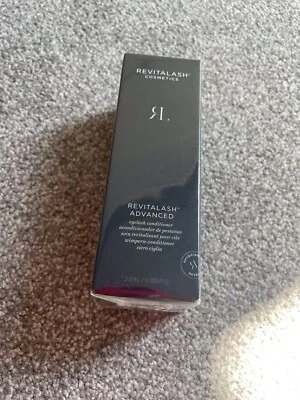 REVITALASH®
COSMETICS
REVITALASH®
ADVANCED
eyelash conditioner
acondicionador de pestañas
soin revitalisant pour cils
wimpern-conditioner
siero ciglia